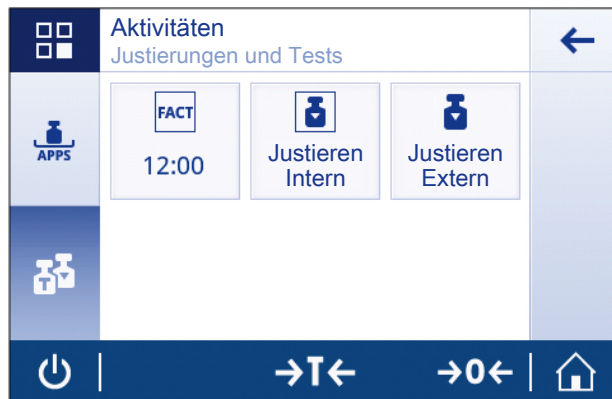 Aktivitäten
Justierungen und Tests
APPS
FACT
12:00
Justieren
Intern
Justieren
Extern
T
→T←
→0←